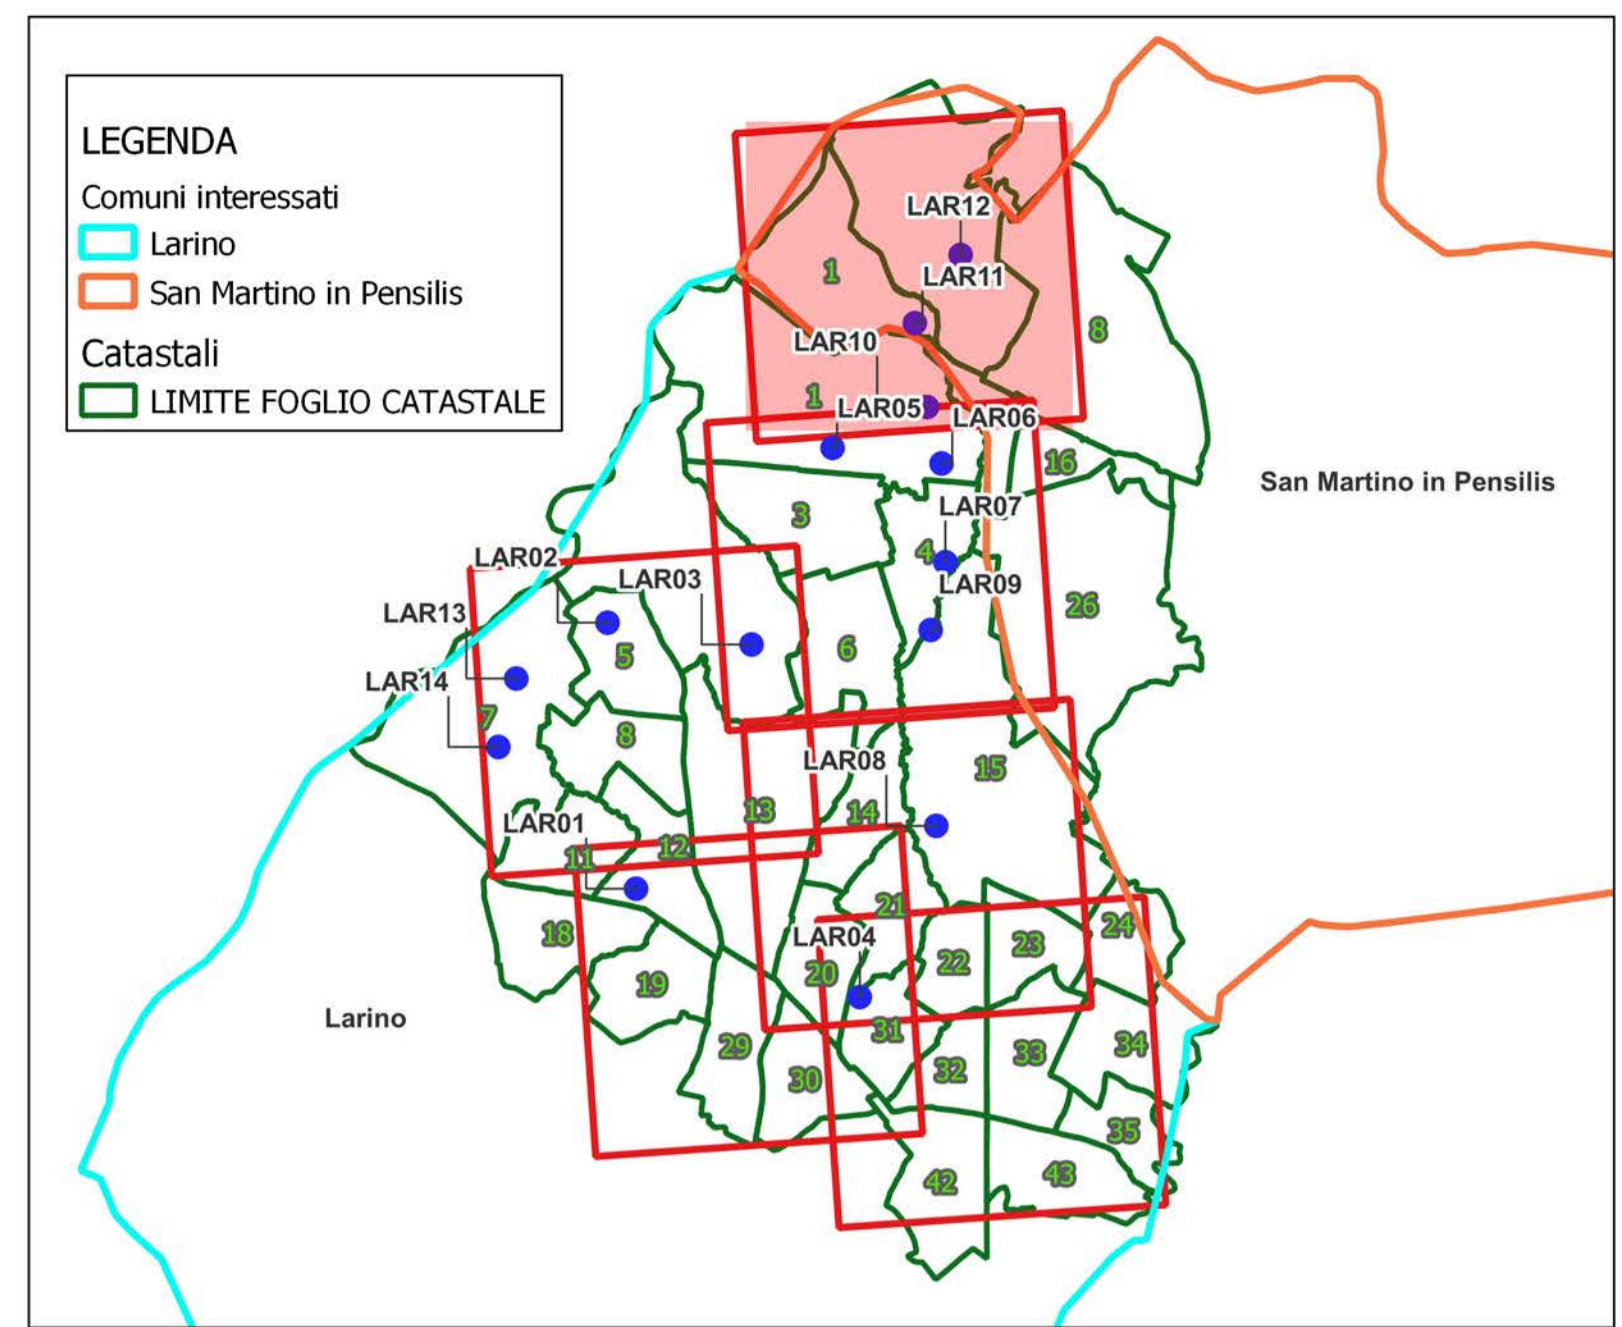 LEGENDA
Comuni interessati
Larino
San Martino in Pensilis
Catastali
LIMITE FOGLIO CATASTALE
LAR12
1
LAR11
8
LAR10
1
LAR05
LAR06
16
San Martino in Pensilis
3
LAR07
4
LAR02
LAR03
LAR09
26
LAR13
5
6
LAR14
7
8
LAR08
15
13
14
LAR01
11
12
21
18
LAR04
22
23
24
20
19
Larino
31
29
30
32
33
34
35
42
43